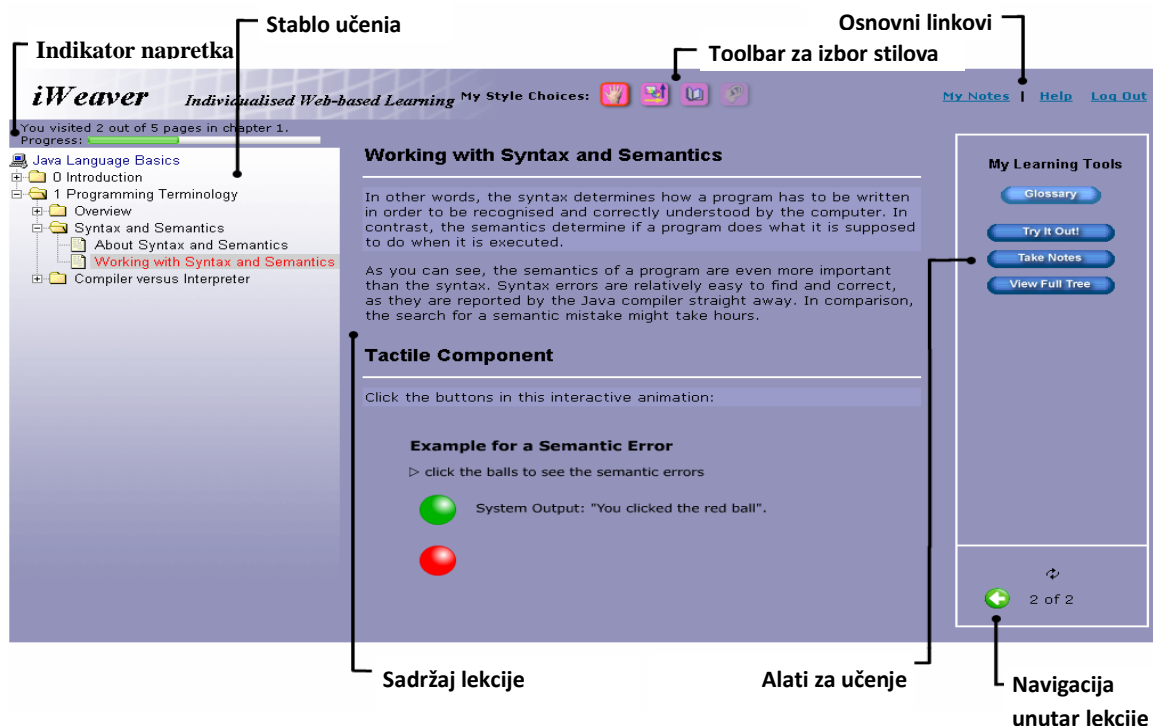 Stablo učenja
Osnovni linkovi
Indikator napretka
Toolbar za izbor stilova
iWeaver Individualised Web-based Learning My Style Choices:
My Notes | Help Log Out
You visited 2 out of 5 pages in chapter 1.
Progress:
Java Language Basics
0 Introduction
1 Programming Terminology
Overview
Syntax and Semantics
About Syntax and Semantics
Working with Syntax and Semantics
Compiler versus Interpreter
Working with Syntax and Semantics
In other words, the syntax determines how a program has to be written
in order to be recognised and correctly understood by the computer. In
contrast, the semantics determine if a program does what it is supposed
to do when it is executed.
As you can see, the semantics of a program are even more important
than the syntax. Syntax errors are relatively easy to find and correct,
as they are reported by the Java compiler straight away. In comparison,
the search for a semantic mistake might take hours.
Tactile Component
Click the buttons in this interactive animation:
Example for a Semantic Error
▷ click the balls to see the semantic errors
System Output: "You clicked the red ball".
My Learning Tools
Glossary
Try It Out!
Take Notes
View Full Tree
2 of 2
Sadržaj lekcije
Alati za učenje
Navigacija
unutar lekcije